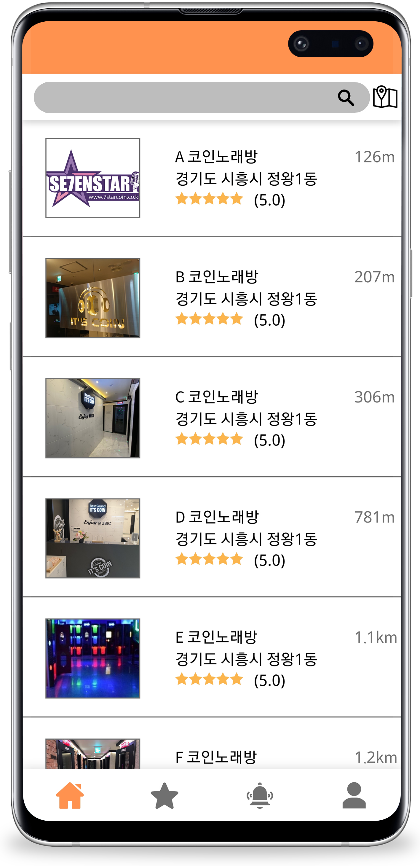 SE7ENSTAR
A 코인노래방
126m
경기도 시흥시 정왕1동
(5.0)
B 코인노래방
207m
경기도 시흥시 정왕1동
(5.0)
C 코인노래방
306m
경기도 시흥시 정왕1동
(5.0)
D 코인노래방
781m
경기도 시흥시 정왕1동
(5.0)
E 코인노래방
1.1km
경기도 시흥시 정왕1동
(5.0)
F 코인노래방
1.2km